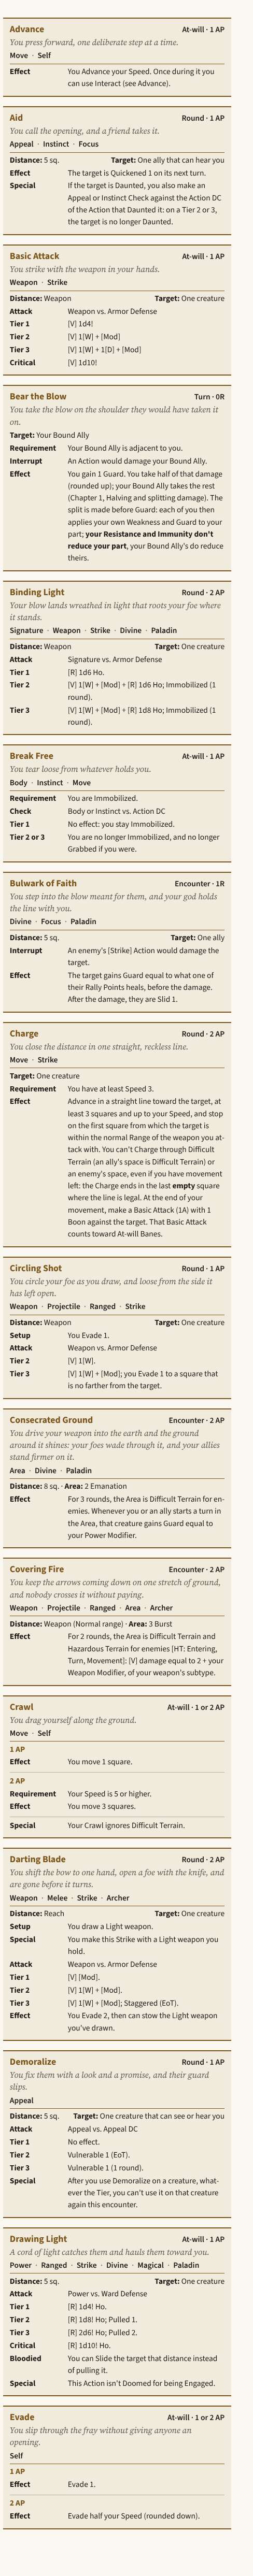 Advance At-will · 1 AP
You press forward, one deliberate step at a time.
Move · Self
Effect You Advance your Speed. Once during it you
can use Interact (see Advance).
Aid Round · 1 AP
You call the opening, and a friend takes it.
Appeal · Instinct · Focus
Distance: 5 sq. Target: One ally that can hear you
Effect The target is Quickened 1 on its next turn.
Special If the target is Daunted, you also make an
Appeal or Instinct Check against the Action DC
of the Action that Daunted it: on a Tier 2 or 3,
the target is no longer Daunted.
Basic Attack At-will · 1 AP
You strike with the weapon in your hands.
Weapon · Strike
Distance: Weapon Target: One creature
Attack Weapon vs. Armor Defense
Tier 1 [V] 1d4!
Tier 2 [V] 1[W] + [Mod]
Tier 3 [V] 1[W] + 1[D] + [Mod]
Critical [V] 1d10!
Bear the Blow Turn · 0R
You take the blow on the shoulder they would have taken it
on.
Target: Your Bound Ally
Requirement Your Bound Ally is adjacent to you.
Interrupt An Action would damage your Bound Ally.
Effect You gain 1 Guard. You take half of that damage
(rounded up); your Bound Ally takes the rest
(Chapter 1, Halving and splitting damage). The
split is made before Guard: each of you then
applies your own Weakness and Guard to your
part; your Resistance and Immunity don't
reduce your part, your Bound Ally's do reduce
theirs.
Binding Light Round · 2 AP
Your blow lands wreathed in light that roots your foe where
it stands.
Signature · Weapon · Strike · Divine · Paladin
Distance: Weapon Target: One creature
Attack Signature vs. Armor Defense
Tier 1 [R] 1d6 Ho.
Tier 2 [V] 1[W] + [Mod] + [R] 1d6 Ho; Immobilized (1
round).
Tier 3 [V] 1[W] + [Mod] + [R] 1d8 Ho; Immobilized (1
round).
Break Free At-will · 1 AP
You tear loose from whatever holds you.
Body · Instinct · Move
Requirement You are Immobilized.
Check Body or Instinct vs. Action DC
Tier 1 No effect: you stay Immobilized.
Tier 2 or 3 You are no longer Immobilized, and no longer
Grabbed if you were.
Bulwark of Faith Encounter · 1R
You step into the blow meant for them, and your god holds
the line with you.
Divine · Focus · Paladin
Distance: 5 sq. Target: One ally
Interrupt An enemy's [Strike] Action would damage the
target.
Effect The target gains Guard equal to what one of
their Rally Points heals, before the damage.
After the damage, they are Slid 1.
Charge Round · 2 AP
You close the distance in one straight, reckless line.
Move · Strike
Target: One creature
Requirement You have at least Speed 3.
Effect Advance in a straight line toward the target, at
least 3 squares and up to your Speed, and stop
on the first square from which the target is
within the normal Range of the weapon you at-
tack with. You can't Charge through Difficult
Terrain (an ally's space is Difficult Terrain) or
an enemy's space, even if you have movement
left: the Charge ends in the last empty square
where the line is legal. At the end of your
movement, make a Basic Attack (1A) with 1
Boon against the target. That Basic Attack
counts toward At-will Banes.
Circling Shot Round · 1 AP
You circle your foe as you draw, and loose from the side it
has left open.
Weapon · Projectile · Ranged · Strike
Distance: Weapon Target: One creature
Setup You Evade 1.
Attack Weapon vs. Armor Defense
Tier 2 [V] 1[W].
Tier 3 [V] 1[W] + [Mod]; you Evade 1 to a square that
is no farther from the target.
Consecrated Ground Encounter · 2 AP
You drive your weapon into the earth and the ground
around it shines: your foes wade through it, and your allies
stand firmer on it.
Area · Divine · Paladin
Distance: 8 sq. · Area: 2 Emanation
Effect For 3 rounds, the Area is Difficult Terrain for en-
emies. Whenever you or an ally starts a turn in
the Area, that creature gains Guard equal to
your Power Modifier.
Covering Fire Encounter · 2 AP
You keep the arrows coming down on one stretch of ground,
and nobody crosses it without paying.
Weapon · Projectile · Ranged · Area · Archer
Distance: Weapon (Normal range) · Area: 3 Burst
Effect For 2 rounds, the Area is Difficult Terrain and
Hazardous Terrain for enemies [HT: Entering,
Turn, Movement]: [V] damage equal to 2 + your
Weapon Modifier, of your weapon's subtype.
Crawl At-will · 1 or 2 AP
You drag yourself along the ground.
Move · Self
1 AP
Effect You move 1 square.
2 AP
Requirement Your Speed is 5 or higher.
Effect You move 3 squares.
Special Your Crawl ignores Difficult Terrain.
Darting Blade Round · 2 AP
You shift the bow to one hand, open a foe with the knife, and
are gone before it turns.
Weapon · Melee · Strike · Archer
Distance: Reach Target: One creature
Setup You draw a Light weapon.
Special You make this Strike with a Light weapon you
hold.
Attack Weapon vs. Armor Defense
Tier 1 [V] [Mod].
Tier 2 [V] 1[W] + [Mod].
Tier 3 [V] 1[W] + [Mod]; Staggered (EoT).
Effect You Evade 2, then can stow the Light weapon
you've drawn.
Demoralize Round · 1 AP
You fix them with a look and a promise, and their guard
slips.
Appeal
Distance: 5 sq. Target: One creature that can see or hear you
Attack Appeal vs. Appeal DC
Tier 1 No effect.
Tier 2 Vulnerable 1 (EoT).
Tier 3 Vulnerable 1 (1 round).
Special After you use Demoralize on a creature, what-
ever the Tier, you can't use it on that creature
again this encounter.
Drawing Light At-will · 1 AP
A cord of light catches them and hauls them toward you.
Power · Ranged · Strike · Divine · Magical · Paladin
Distance: 5 sq. Target: One creature
Attack Power vs. Ward Defense
Tier 1 [R] 1d4! Ho.
Tier 2 [R] 1d8! Ho; Pulled 1.
Tier 3 [R] 2d6! Ho; Pulled 2.
Critical [R] 1d10! Ho.
Bloodied You can Slide the target that distance instead
of pulling it.
Special This Action isn't Doomed for being Engaged.
Evade At-will · 1 or 2 AP
You slip through the fray without giving anyone an
opening.
Self
1 AP
Effect Evade 1.
2 AP
Effect Evade half your Speed (rounded down).